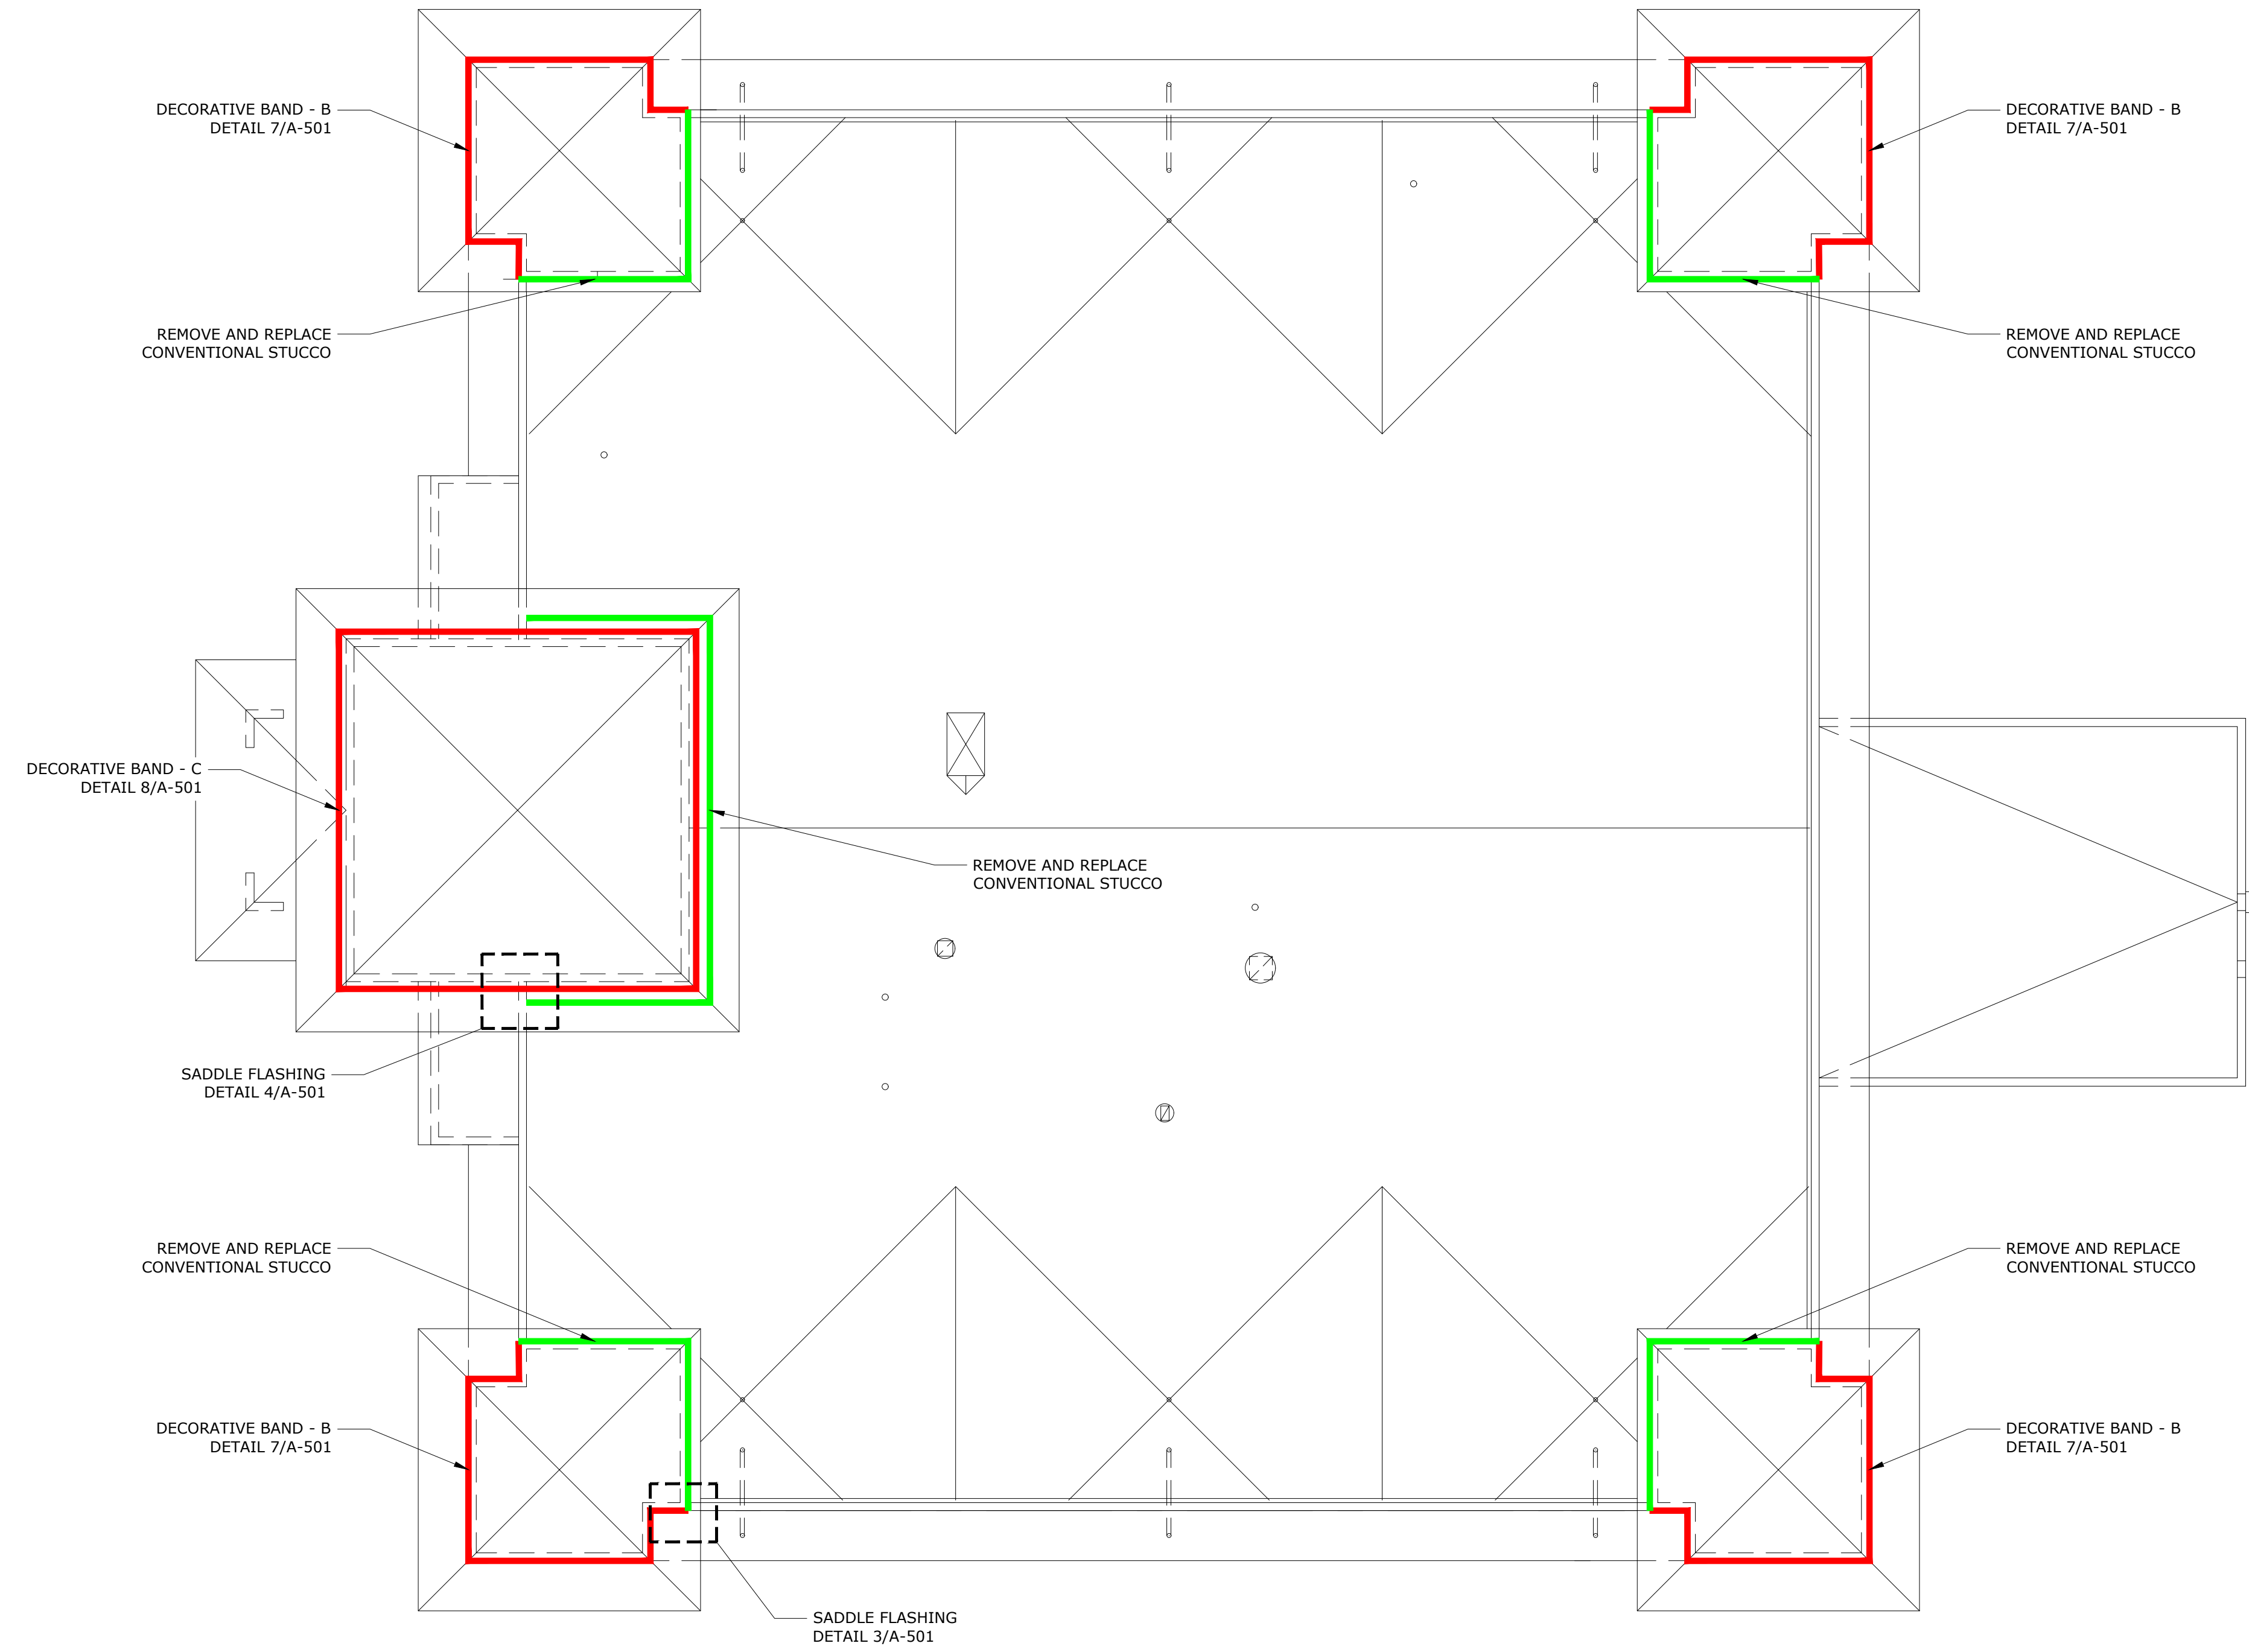 DECORATIVE BAND - B
DETAIL 7/A-501
DECORATIVE BAND - B
DETAIL 7/A-501
REMOVE AND REPLACE
CONVENTIONAL STUCCO
REMOVE AND REPLACE
CONVENTIONAL STUCCO
DECORATIVE BAND - C
DETAIL 8/A-501
REMOVE AND REPLACE
CONVENTIONAL STUCCO
SADDLE FLASHING
DETAIL 4/A-501
REMOVE AND REPLACE
CONVENTIONAL STUCCO
REMOVE AND REPLACE
CONVENTIONAL STUCCO
DECORATIVE BAND - B
DETAIL 7/A-501
DECORATIVE BAND - B
DETAIL 7/A-501
SADDLE FLASHING
DETAIL 3/A-501